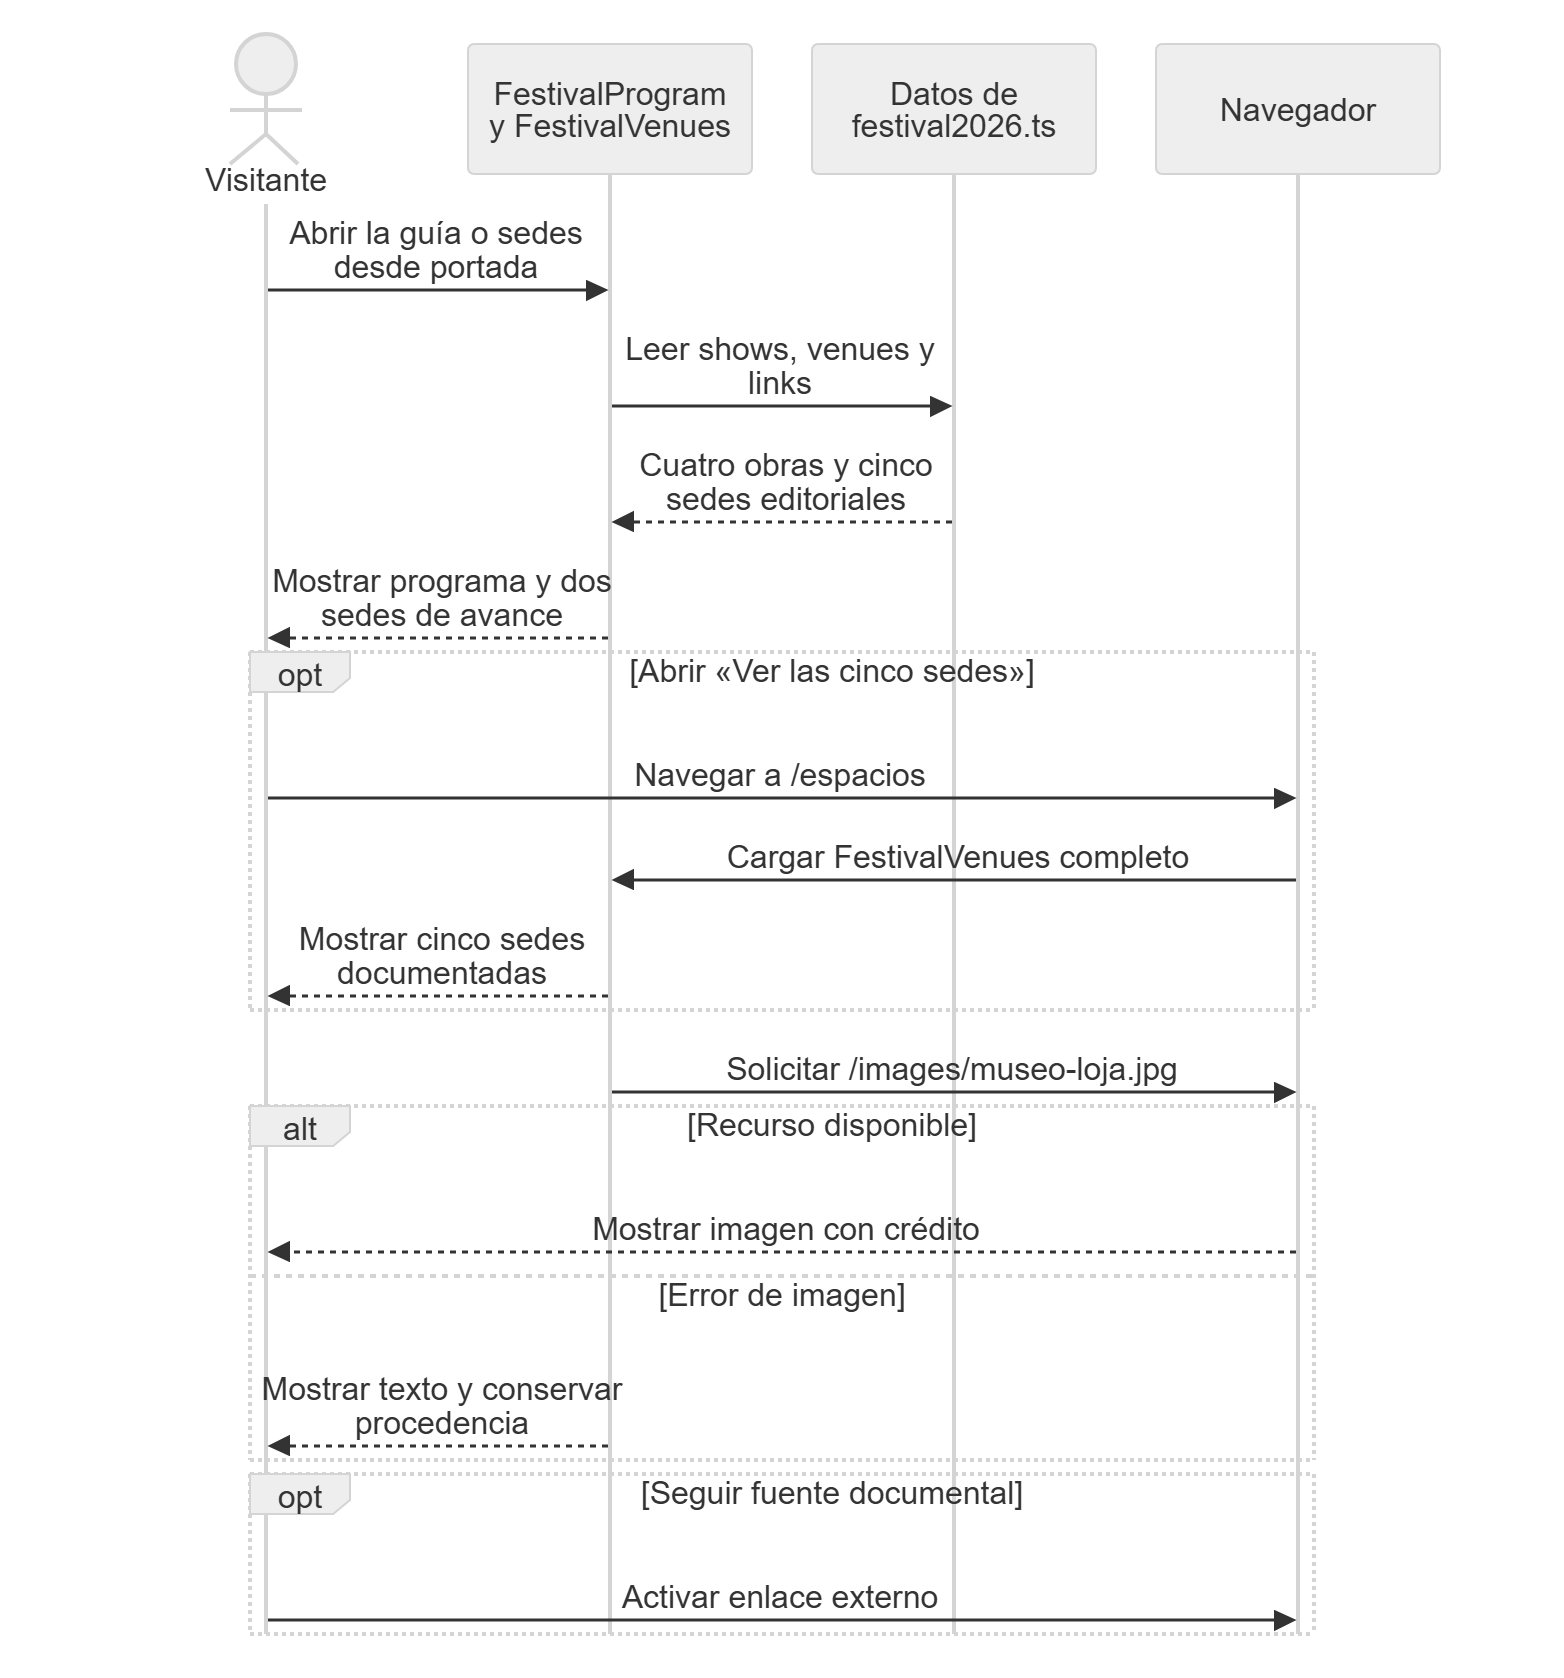 Visitante
FestivalProgram
y FestivalVenues
Datos de
festival2026.ts
Navegador
Abrir la guía o sedes
desde portada
Leer shows, venues y
links
Cuatro obras y cinco
sedes editoriales
Mostrar programa y dos
sedes de avance
opt
[Abrir «Ver las cinco sedes»]
Navegar a /espacios
Cargar FestivalVenues completo
Mostrar cinco sedes
documentadas
Solicitar /images/museo-loja.jpg
alt
[Recurso disponible]
Mostrar imagen con crédito
[Error de imagen]
Mostrar texto y conservar
procedencia
opt
[Seguir fuente documental]
Activar enlace externo